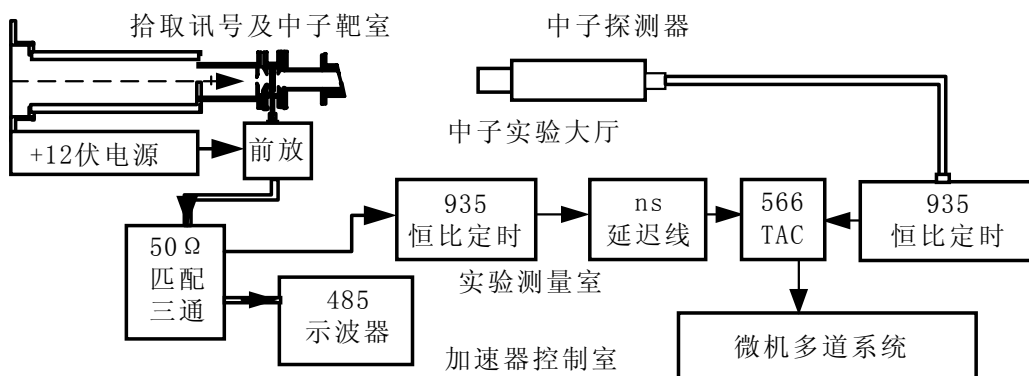 拾取讯号及中子靶室
中子探测器
中子实验大厅
+12伏电源
前放
935
恒比定时
ns
延迟线
566
TAC
935
恒比定时
50Ω
匹配
三通
实验测量室
485
示波器
加速器控制室
微机多道系统